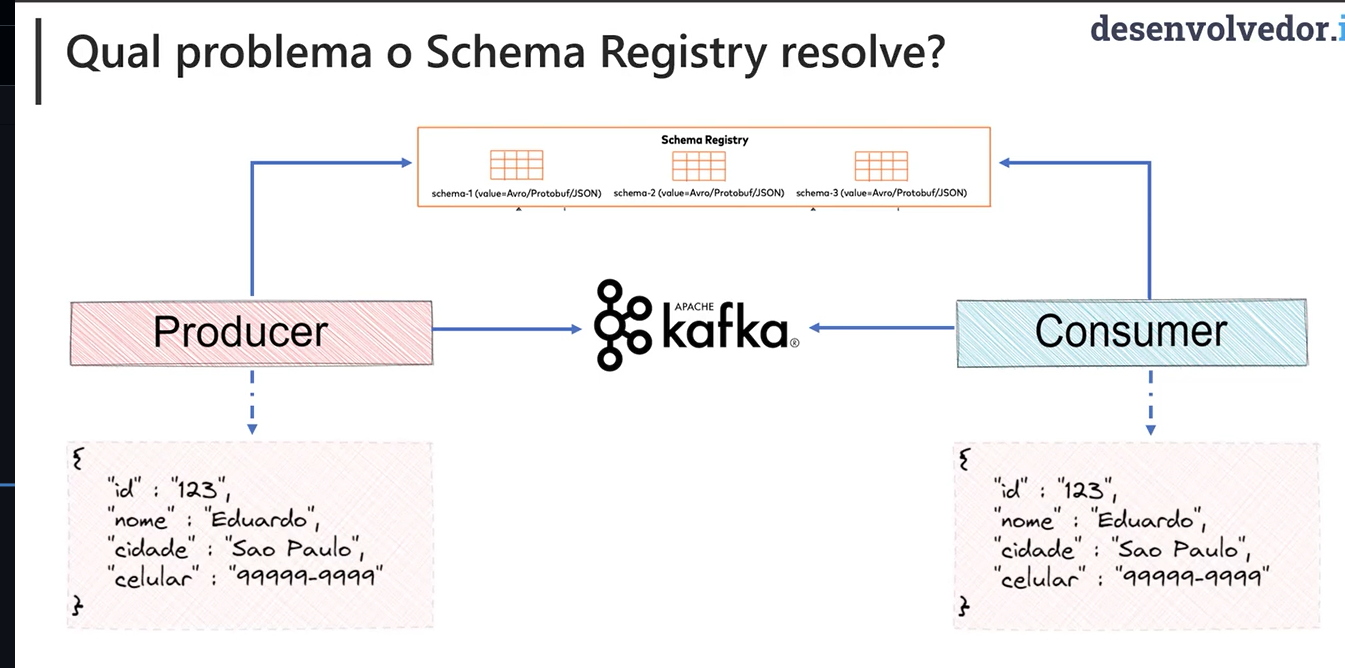 Qual problema o Schema Registry resolve?
desenvolvedor.i
Schema Registry
schema-1 (value=Avro/Protobuf/JSON)
schema-2 (value=Avro/Protobuf/JSON)
schema-3 (value=Avro/Protobuf/JSON)
Producer
APACHE
kafka®
Consumer
{
"id" : "123",
"nome" : "Eduardo",
"cidade" : "Sao Paulo",
"celular" : "99999-9999"
}
{
"id" : "123",
"nome" : "Eduardo",
"cidade" : "Sao Paulo",
"celular" : "99999-9999"
}